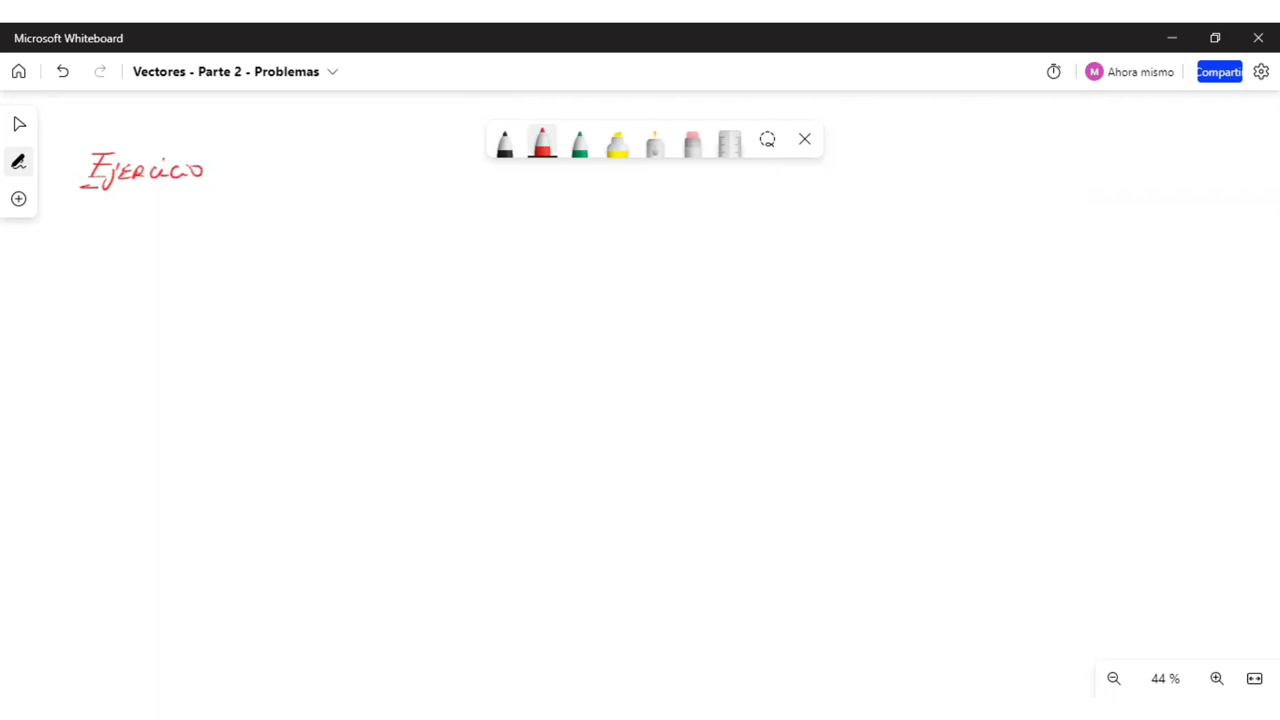 Microsoft Whiteboard
Vectores - Parte 2 - Problemas
M Ahora mismo
Comparti
Ejercicio
44 %